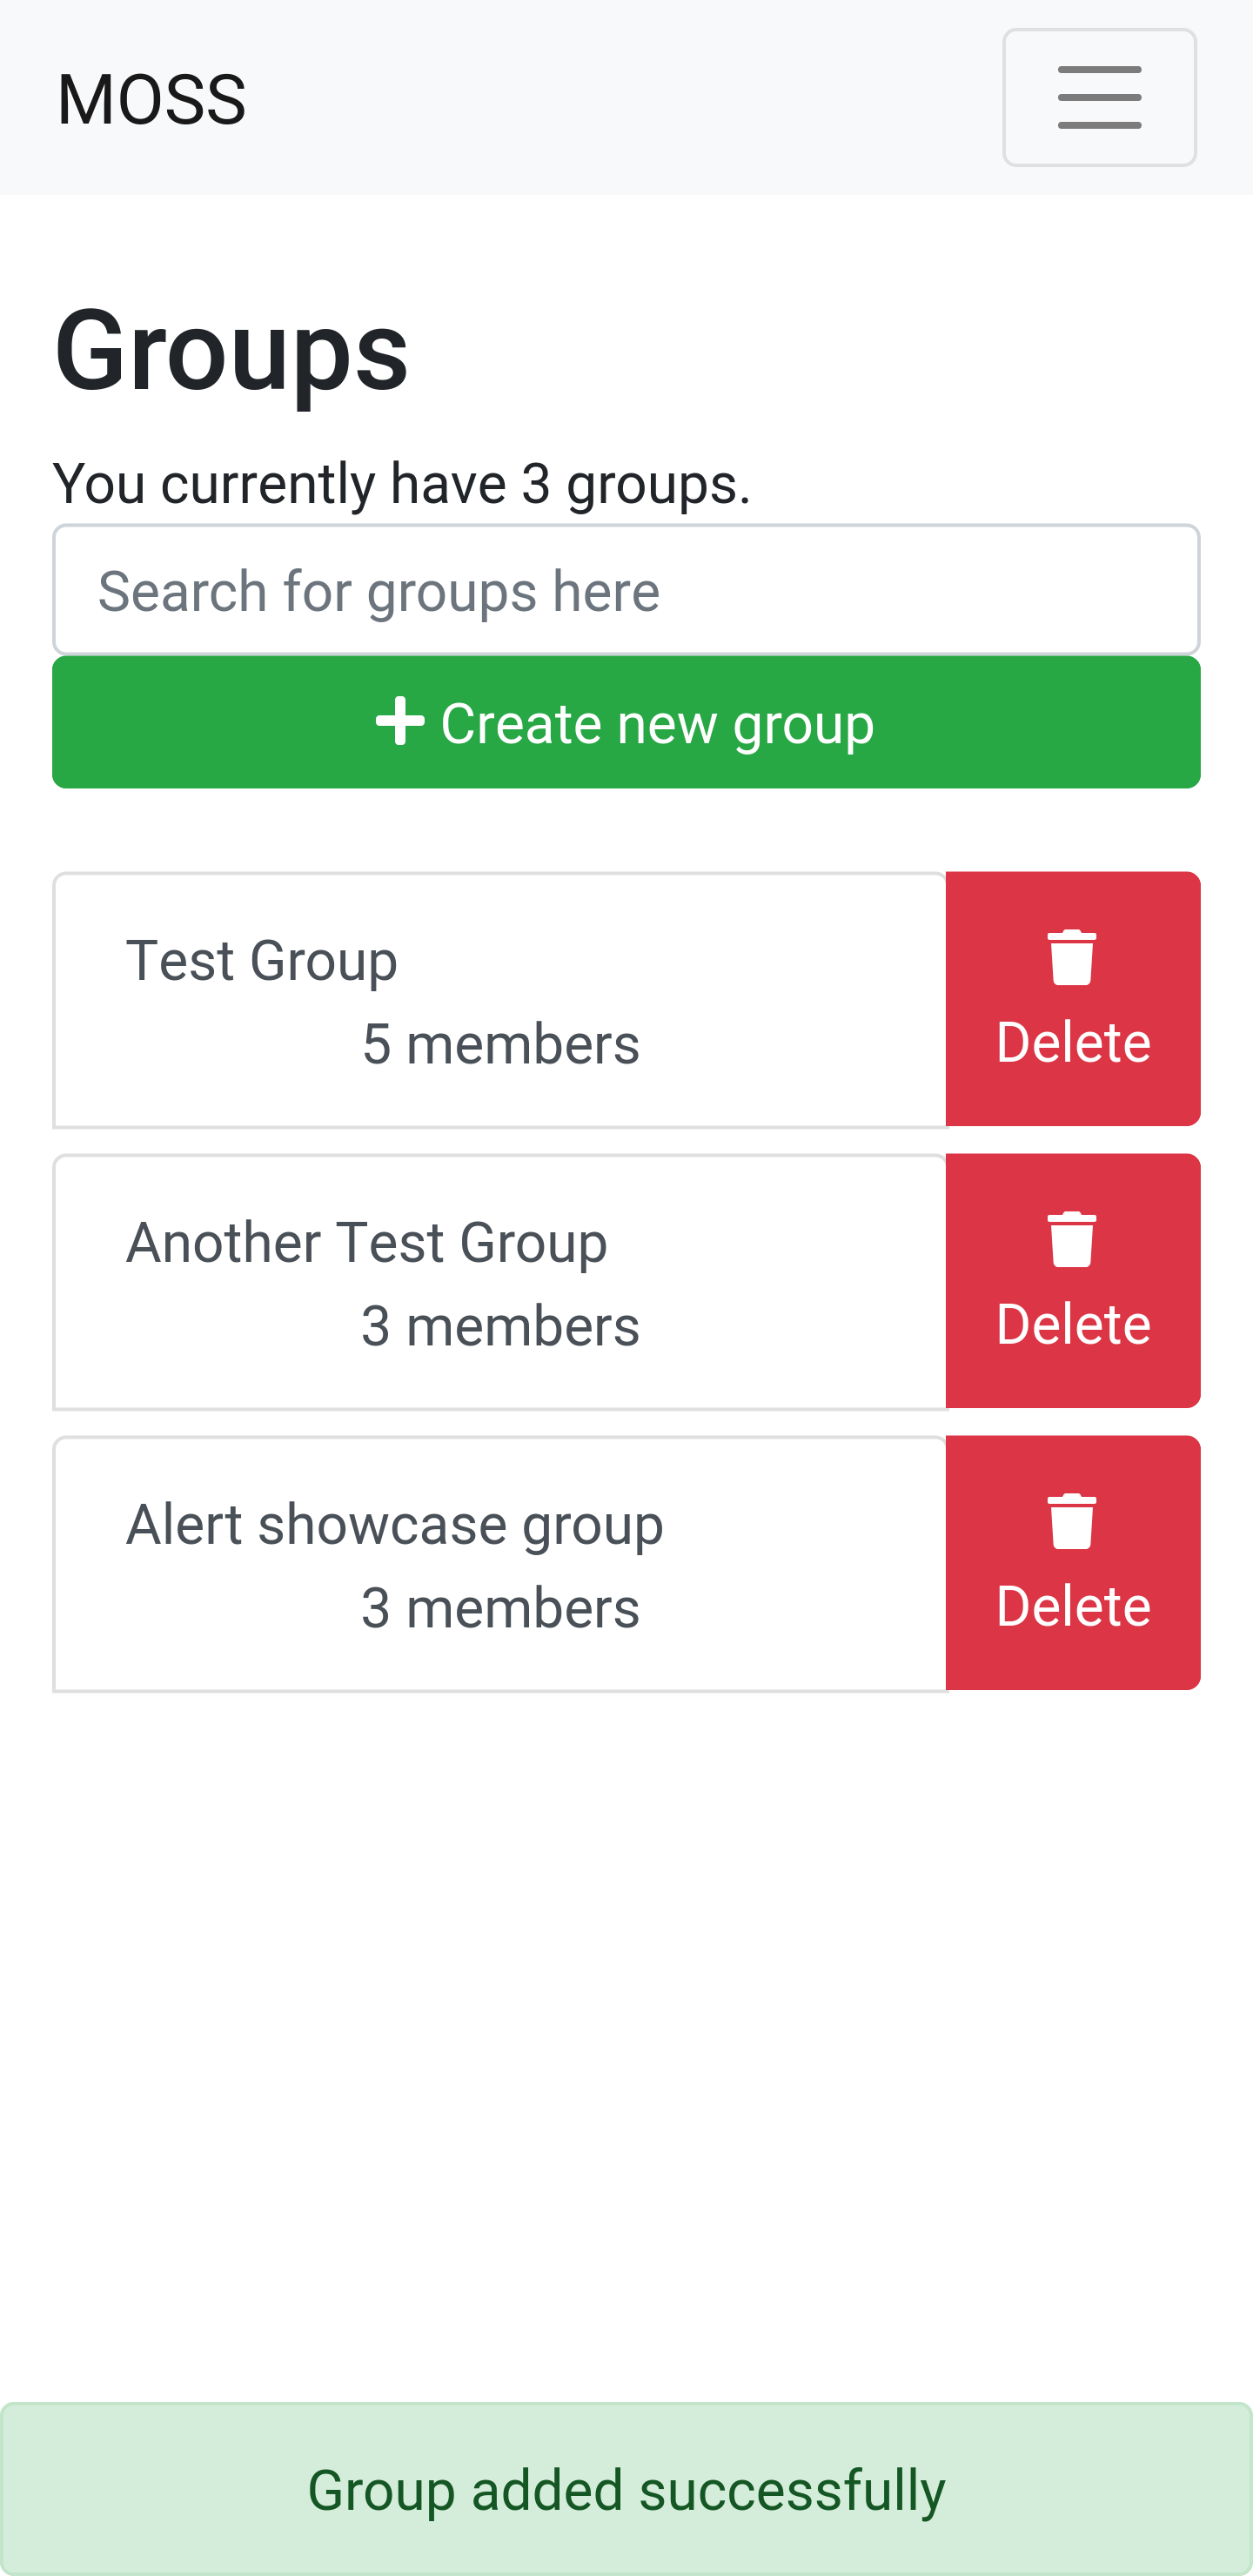 MOSS
Groups
You currently have 3 groups.
Search for groups here
Create new group
Test Group
5 members
Delete
Another Test Group
3 members
Delete
Alert showcase group
3 members
Delete
Group added successfully